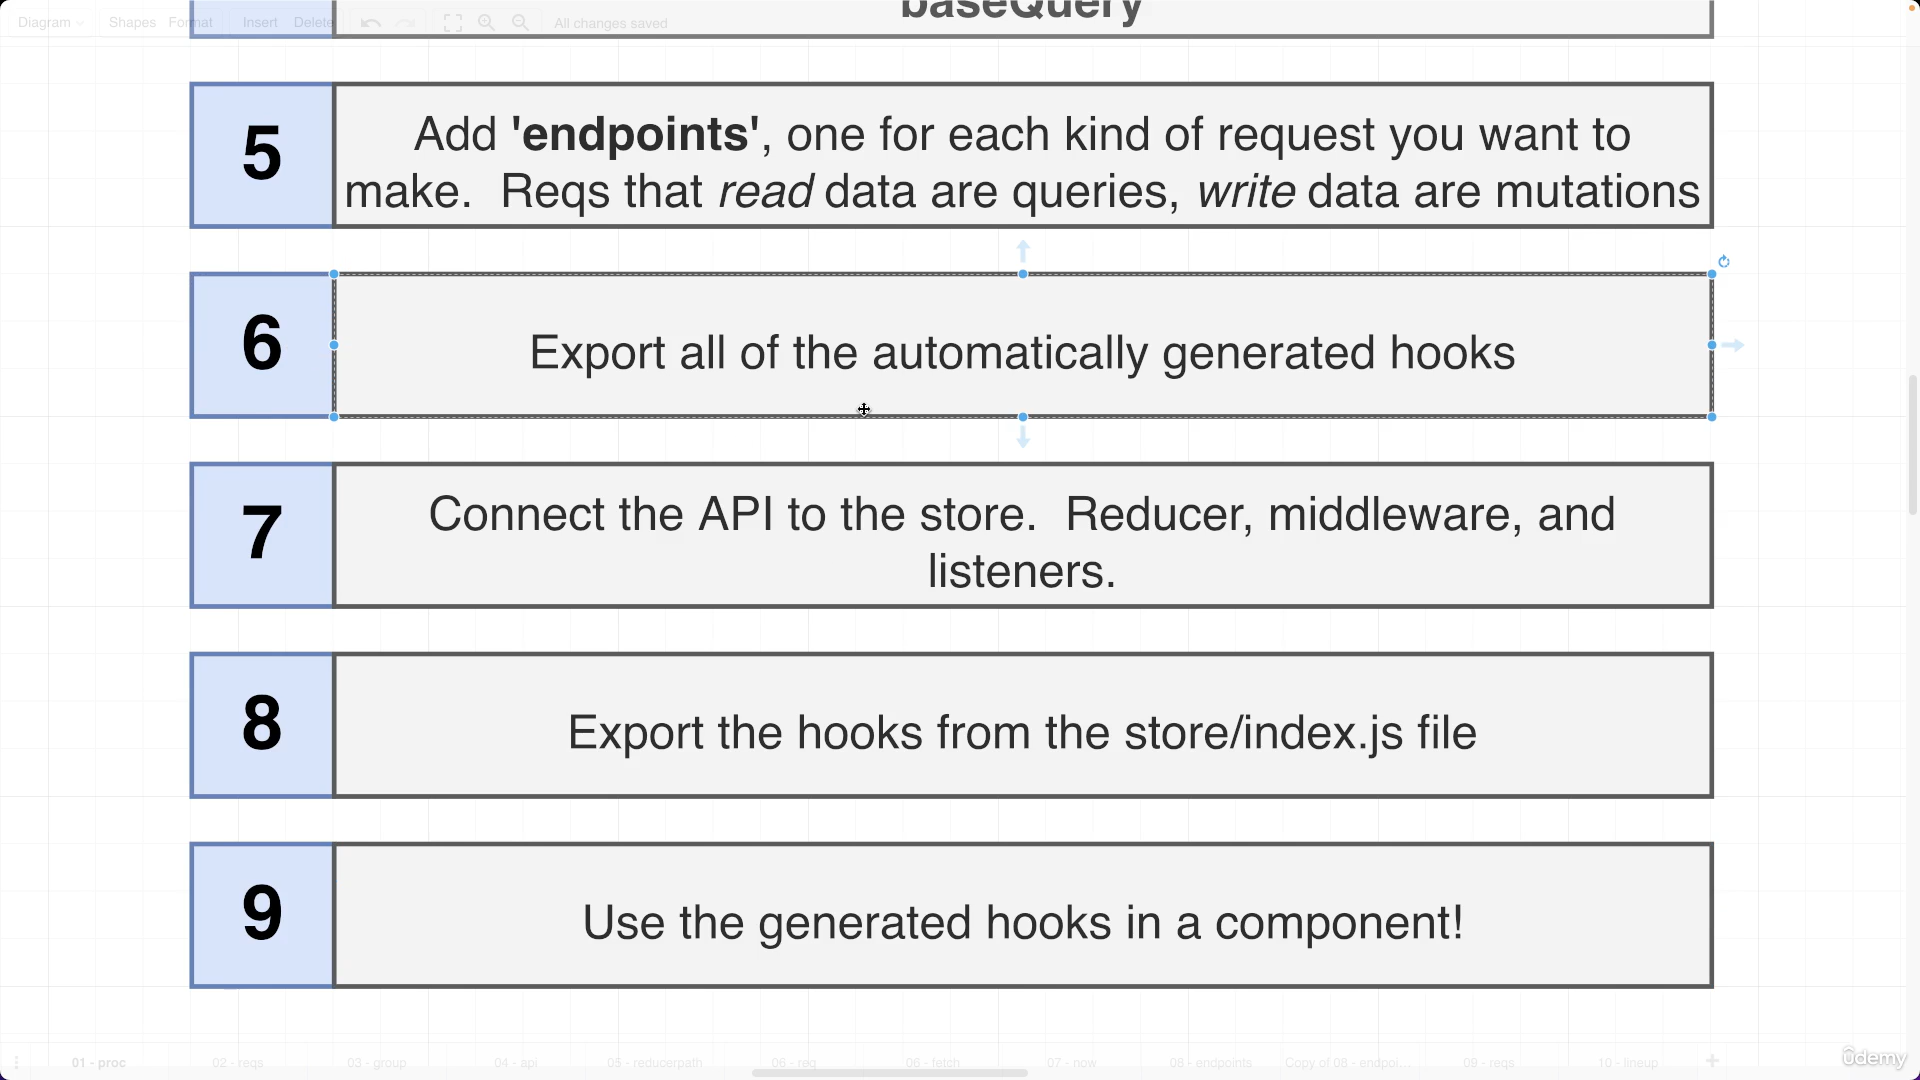 Diagram Shapes Format Insert Delete All changes saved
baseQuery
5
Add 'endpoints', one for each kind of request you want to
make.  Reqs that read data are queries, write data are mutations
6
Export all of the automatically generated hooks
7
Connect the API to the store.  Reducer, middleware, and
listeners.
8
Export the hooks from the store/index.js file
9
Use the generated hooks in a component!
01 - proc 02 - reqs 03 - group 04 - api 05 - reducerpath 06 - req 06 - fetch 07 - now 08 - endpoints Copy of 08 - endpoi... 09 - reqs 10 - lineup
ûdemy